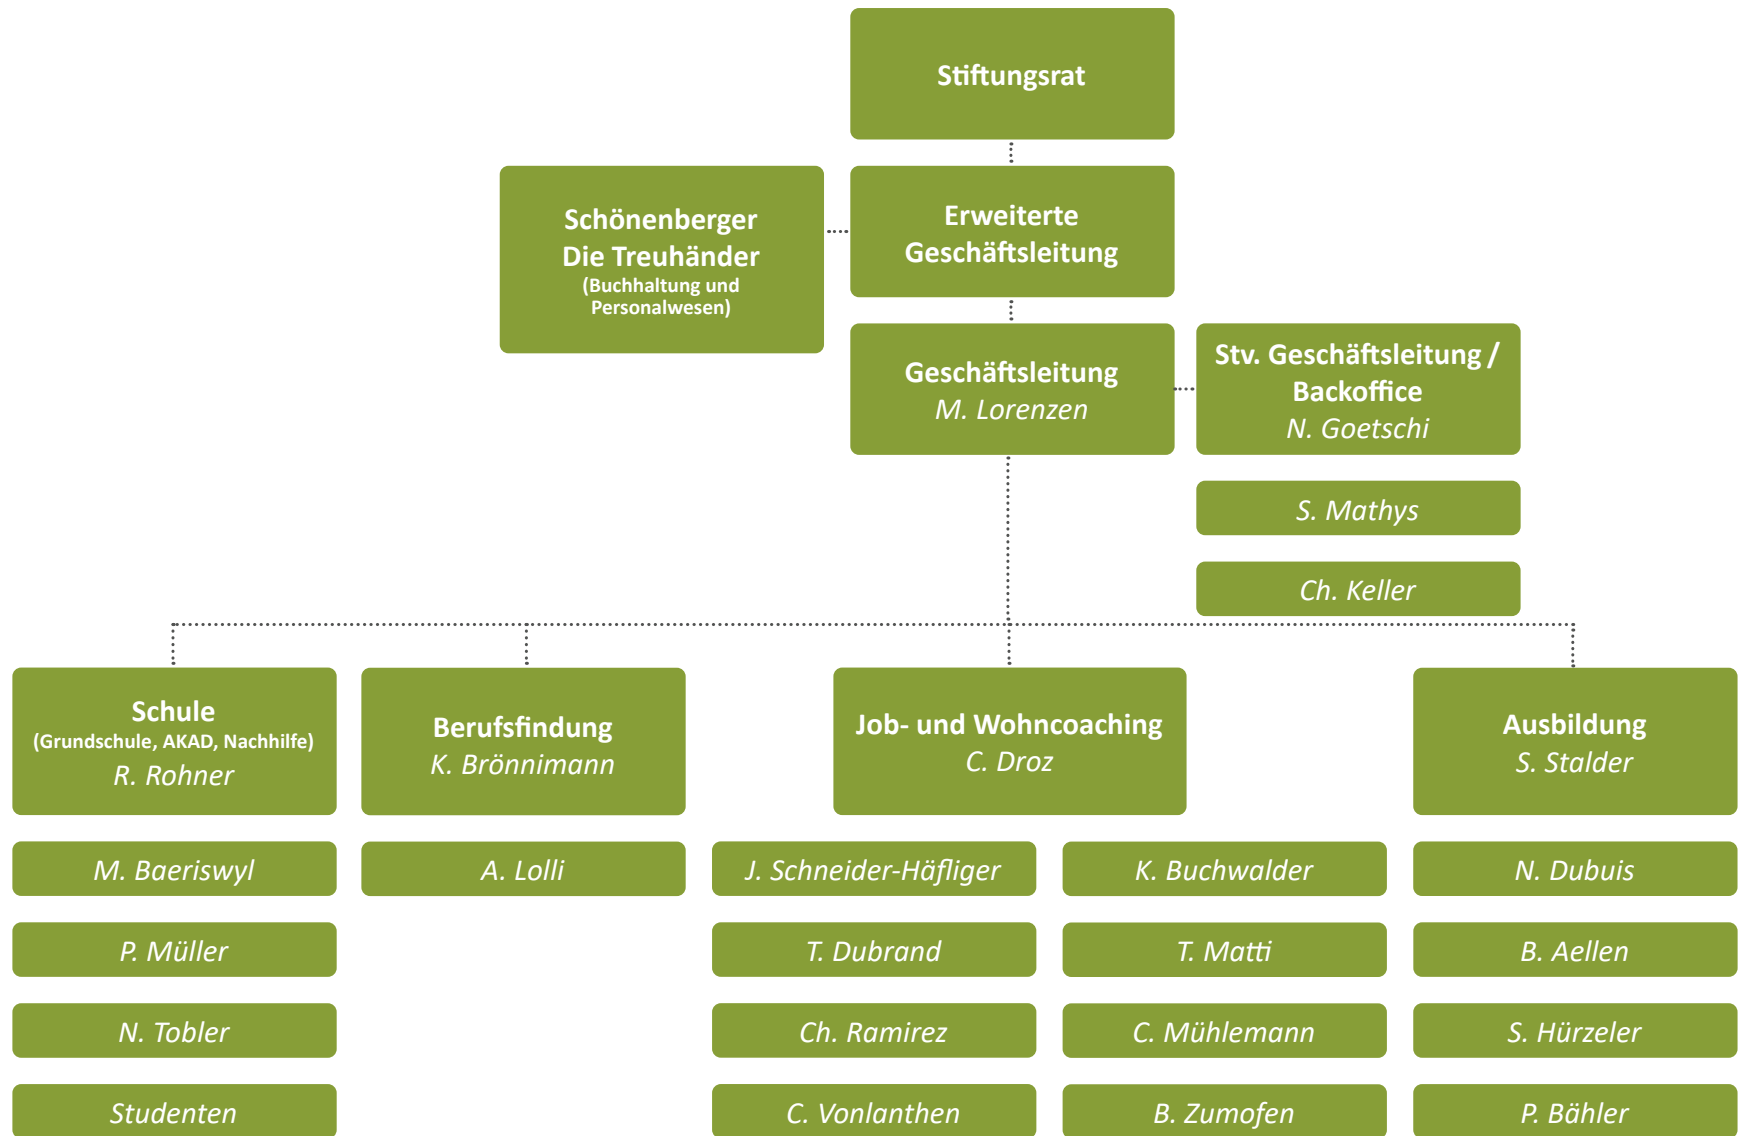 Stiftungsrat
Schönenberger
Die Treuhänder
(Buchhaltung und
Personalwesen)
Erweiterte
Geschäftsleitung
Geschäftsleitung
M. Lorenzen
Stv. Geschäftsleitung /
Backoffice
N. Goetschi
S. Mathys
Ch. Keller
Schule
(Grundschule, AKAD, Nachhilfe)
R. Rohner
M. Baeriswyl
P. Müller
N. Tobler
Studenten
Berufsfindung
K. Brönnimann
A. Lolli
Job- und Wohncoaching
C. Droz
J. Schneider-Häfliger
T. Dubrand
Ch. Ramirez
C. Vonlanthen
K. Buchwalder
T. Matti
C. Mühlemann
B. Zumofen
Ausbildung
S. Stalder
N. Dubuis
B. Aellen
S. Hürzeler
P. Bähler